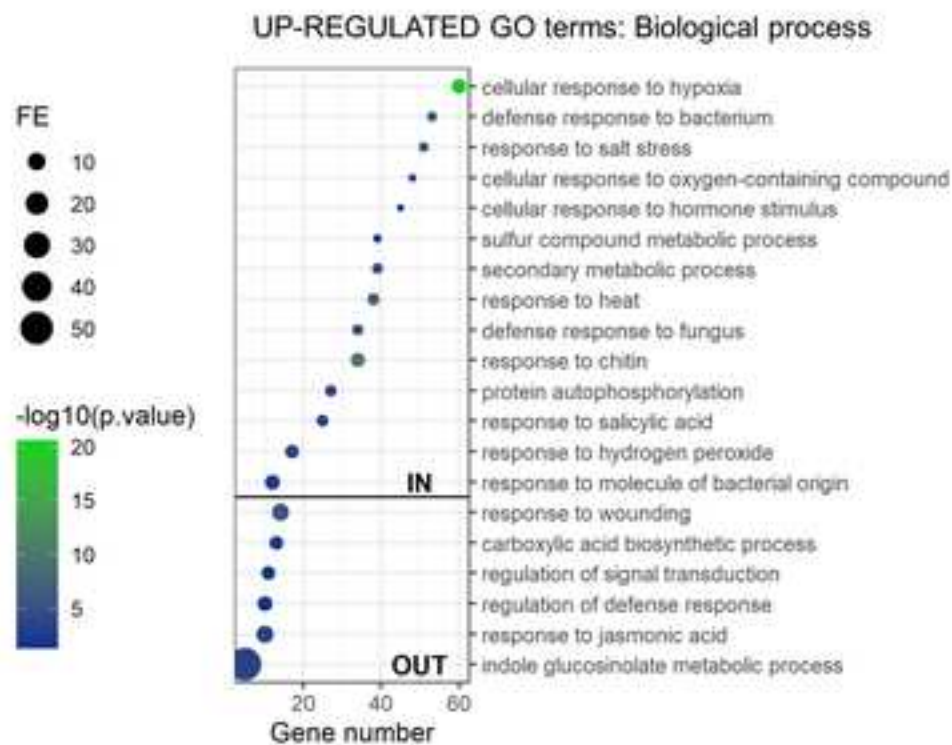 UP-REGULATED GO terms: Biological process
FE
10
20
30
40
50
-log10(p.value)
20
15
10
5
cellular response to hypoxia
defense response to bacterium
response to salt stress
cellular response to oxygen-containing compound
cellular response to hormone stimulus
sulfur compound metabolic process
secondary metabolic process
response to heat
defense response to fungus
response to chitin
protein autophosphorylation
response to salicylic acid
response to hydrogen peroxide
response to molecule of bacterial origin
IN
response to wounding
carboxylic acid biosynthetic process
regulation of signal transduction
regulation of defense response
response to jasmonic acid
indole glucosinolate metabolic process
OUT
20 40 60
Gene number